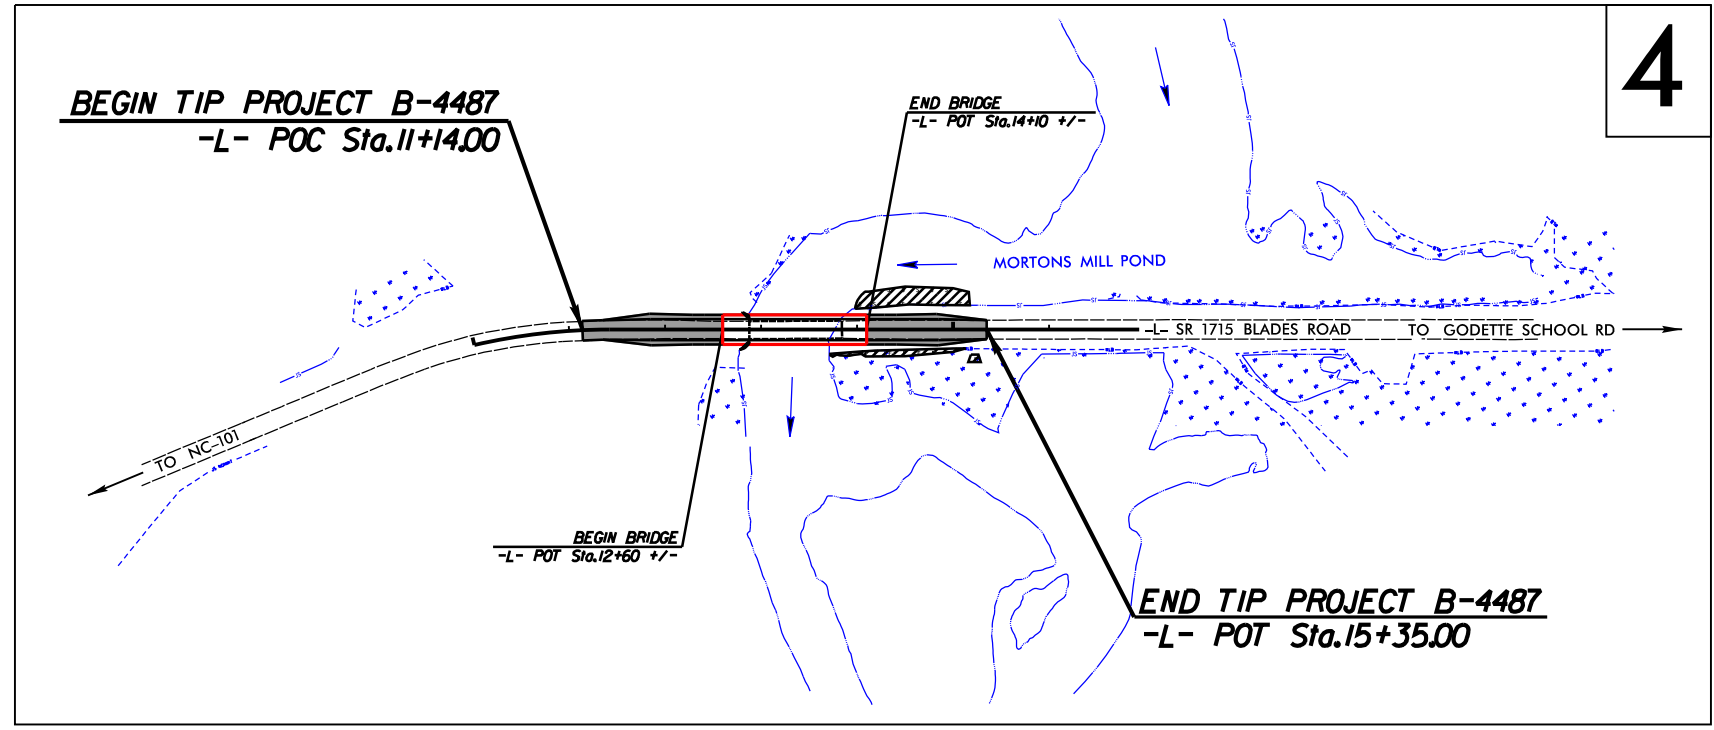 4
BEGIN TIP PROJECT B-4487
-L- POC Sta.11+14.00
END BRIDGE
-L- POT Sta.14+10 +/-
MORTONS MILL POND
-L- SR 1715 BLADES ROAD
TO GODETTE SCHOOL RD
TO NC-101
BEGIN BRIDGE
-L- POT Sta.12+60 +/-
END TIP PROJECT B-4487
-L- POT Sta.15+35.00